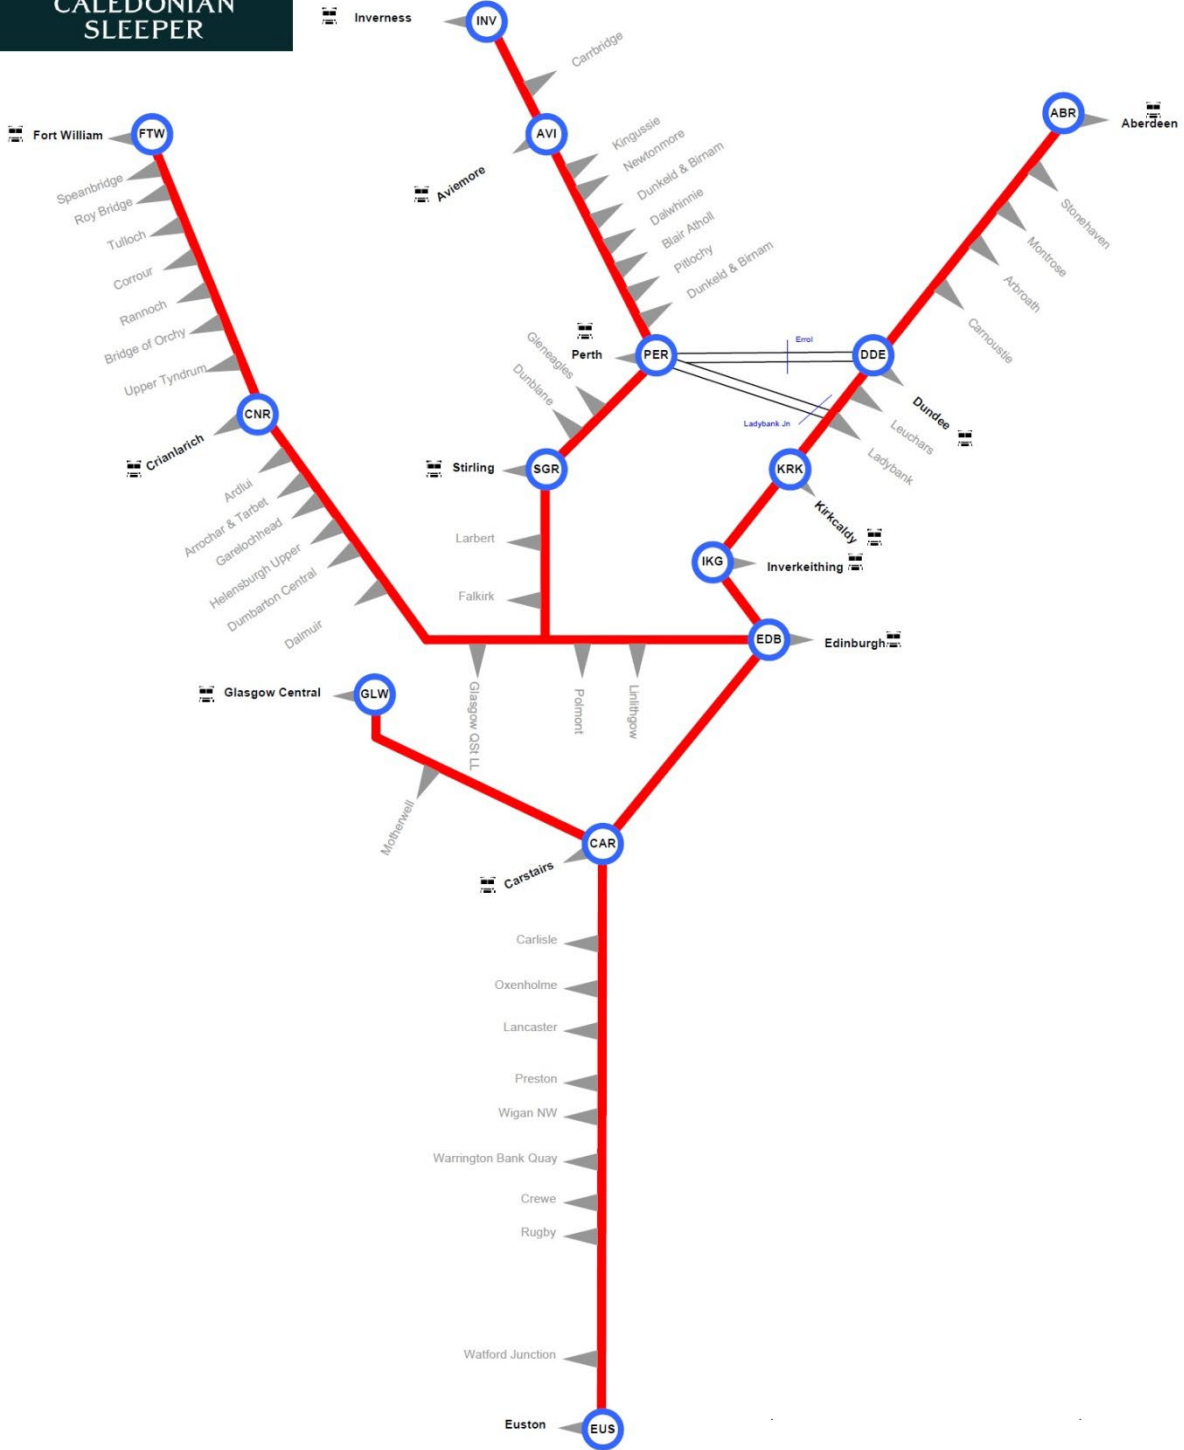 CALEDONIAN
SLEEPER
Inverness
INV
Carrbridge
Fort William
FTW
AVI
Aviemore
ABR
Aberdeen
Speanbridge
Roy Bridge
Tulloch
Corrour
Rannoch
Bridge of Orchy
Upper Tyndrum
Kingussie
Newtonmore
Dunkeld & Birnam
Dalwhinnie
Blair Atholl
Pitlochy
Dunkeld & Birnam
Stonehaven
Montrose
Arbroath
Carnoustie
Perth
PER
Errol
DDE
Dundee
Gleneagles
Dunblane
Ladybank Jn
Leuchars
Ladybank
CNR
Crianlarich
Stirling
SGR
KRK
Kirkcaldy
Ardlui
Arrochar & Tarbet
Garelochhead
Helensburgh Upper
Dumbarton Central
Dalmuir
Larbert
Falkirk
IKG
Inverkeithing
EDB
Edinburgh
Glasgow Central
GLW
Glasgow QSt LL
Polmont
Linlithgow
Motherwell
CAR
Carstairs
Carlisle
Oxenholme
Lancaster
Preston
Wigan NW
Warrington Bank Quay
Crewe
Rugby
Watford Junction
Euston
EUS